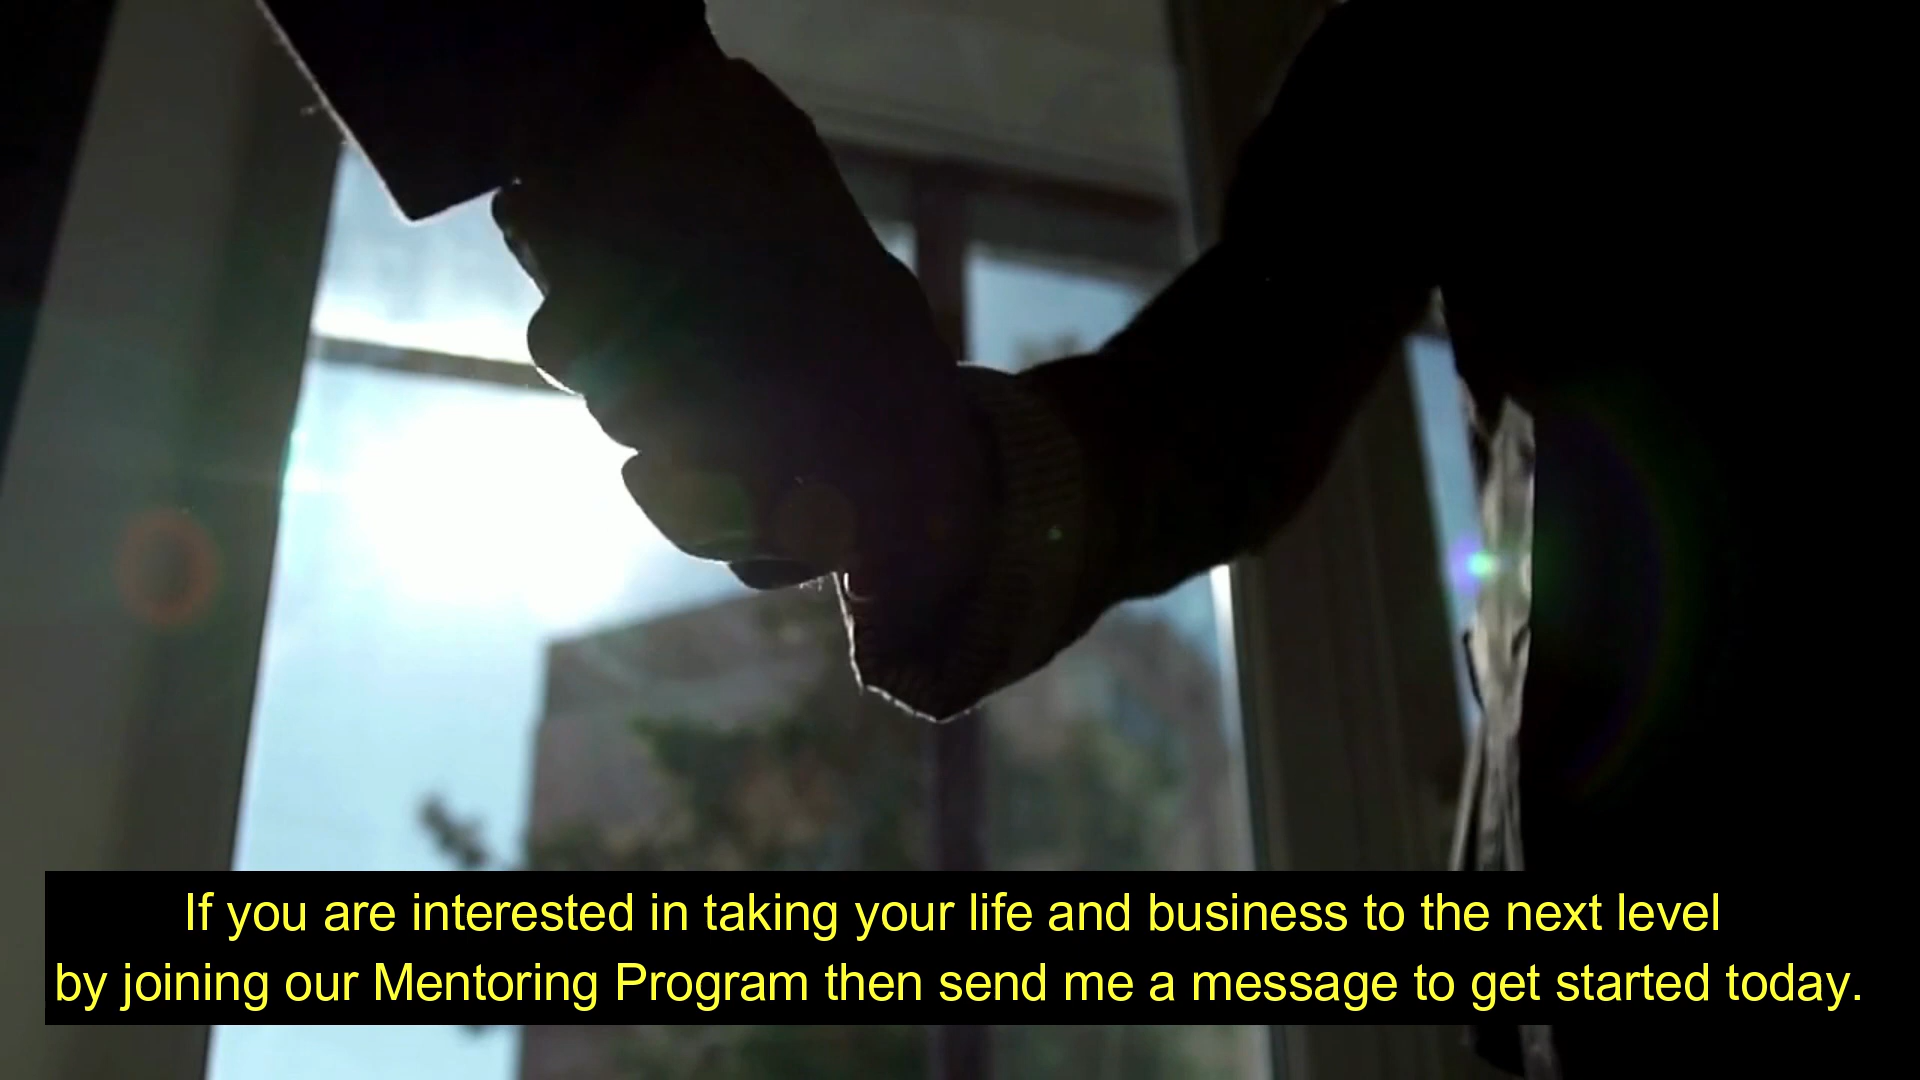 If you are interested in taking your life and business to the next level
by joining our Mentoring Program then send me a message to get started today.